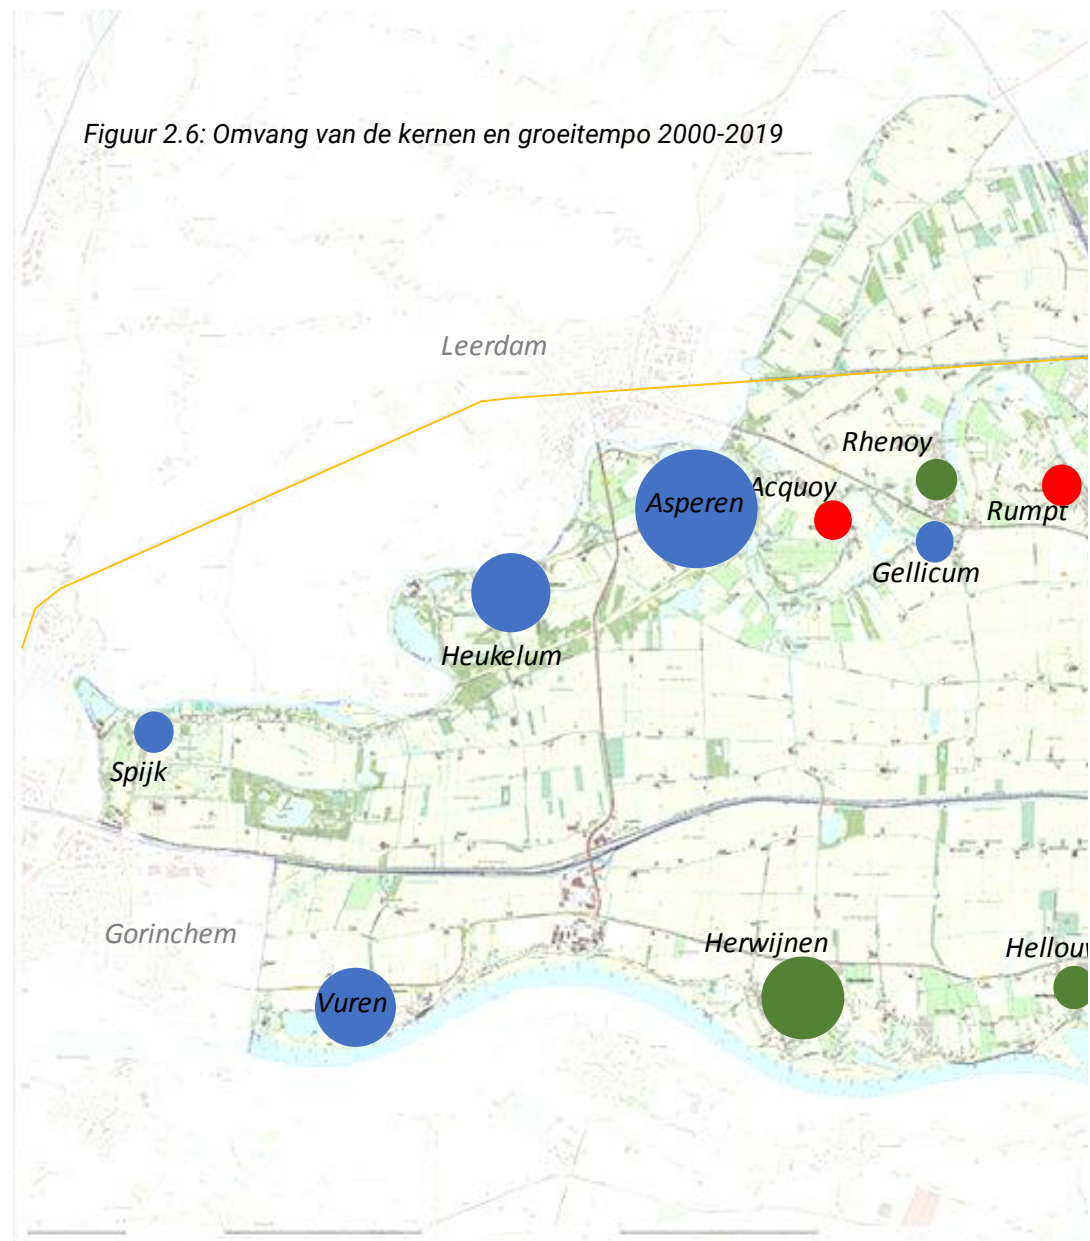 Figuur 2.6: Omvang van de kernen en groeitempo 2000-2019
Leerdam
Rhenoy
Acquoy
Asperen
Rumpt
Gellicum
Heukelum
Spijk
Gorinchem
Herwijnen
Hellouw
Vuren